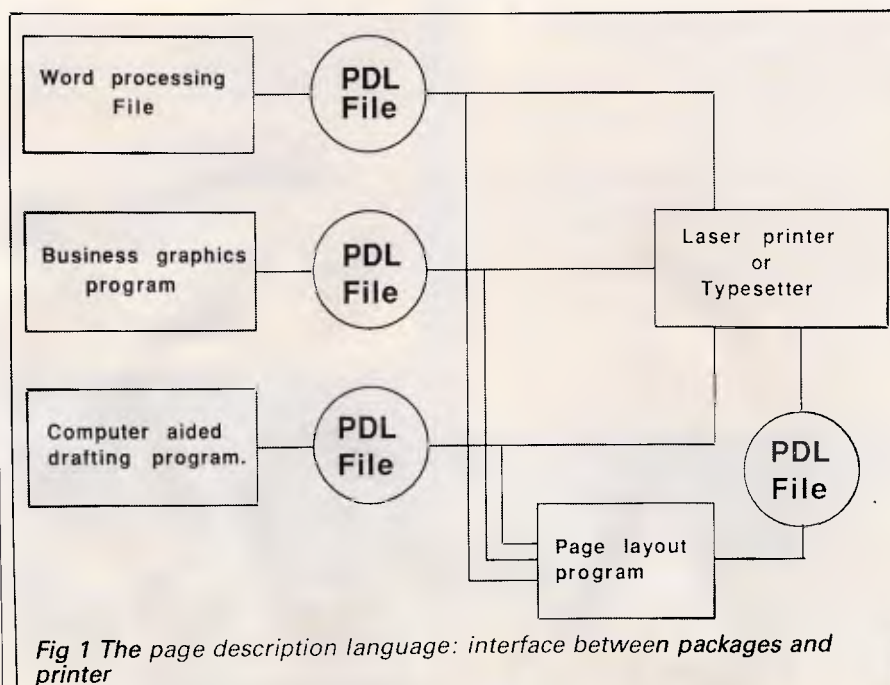 Word processing
File
PDL
File
Business graphics
program
PDL
File
Laser printer
or
Typesetter
Computer aided
drafting program.
PDL
File
PDL
File
Page layout
program
Fig 1 The page description language: interface between packages and
printer